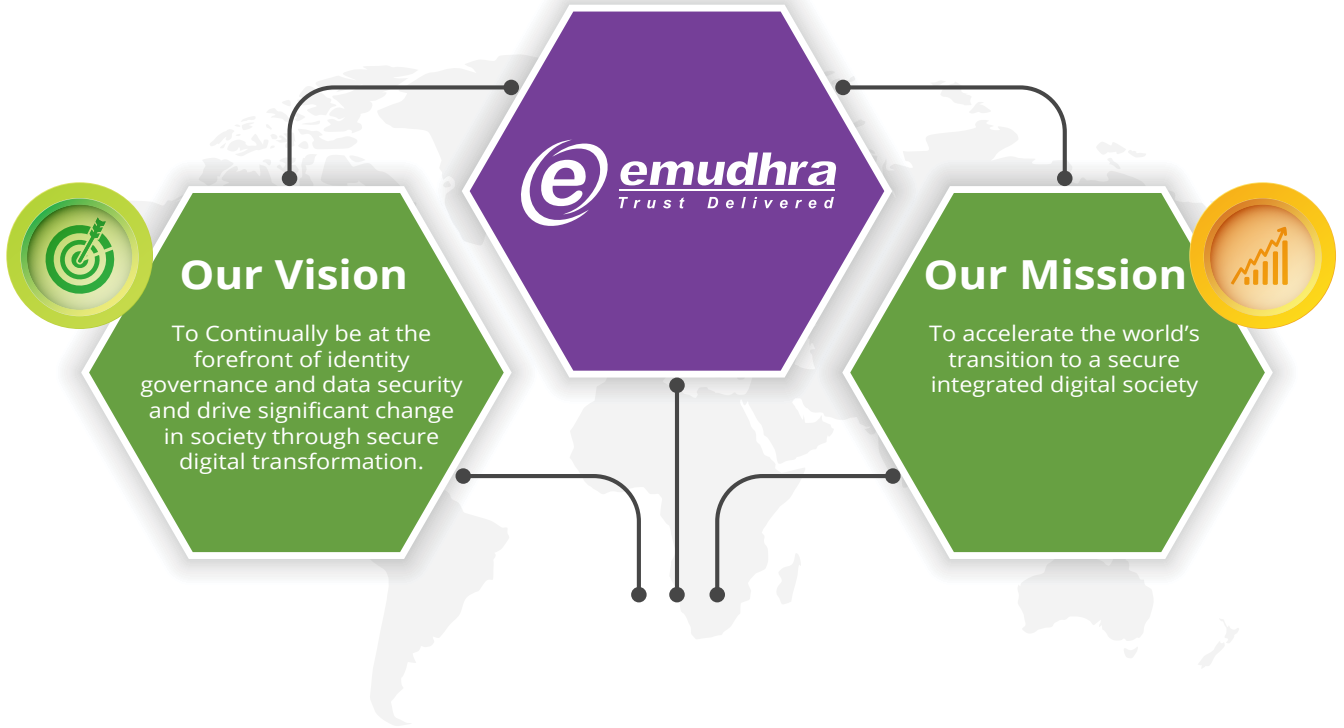 emudhra
Trust Delivered
Our Vision
To Continually be at the
forefront of identity
governance and data security
and drive significant change
in society through secure
digital transformation.
Our Mission
To accelerate the world’s
transition to a secure
integrated digital society